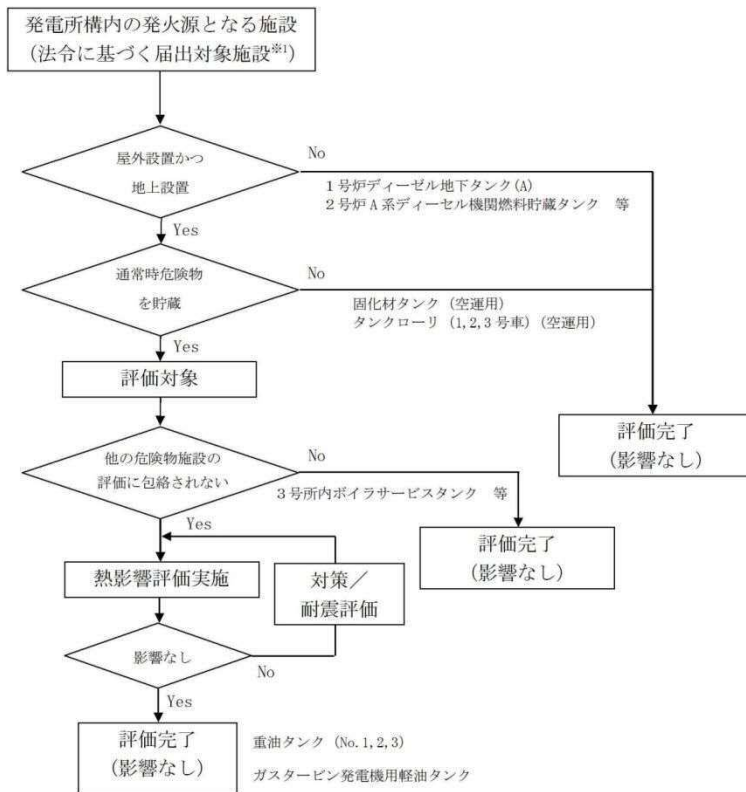 発電所構内の発火源となる施設
(法令に基づく届出対象施設※1)
屋外設置かつ
地上設置
No
1号炉ディーゼル地下タンク(A)
2号炉A系ディーゼル機関燃料貯蔵タンク 等
Yes
通常時危険物
を貯蔵
No
固化材タンク(空運用)
タンクローリ(1,2,3号車)(空運用)
Yes
評価対象
評価完了
(影響なし)
他の危険物施設の
評価に包絡されない
No
3号所内ボイラサービスタンク 等
Yes
評価完了
(影響なし)
熱影響評価実施
対策/
耐震評価
影響なし
No
Yes
評価完了
(影響なし)
重油タンク(No.1,2,3)
ガスタービン発電機用軽油タンク